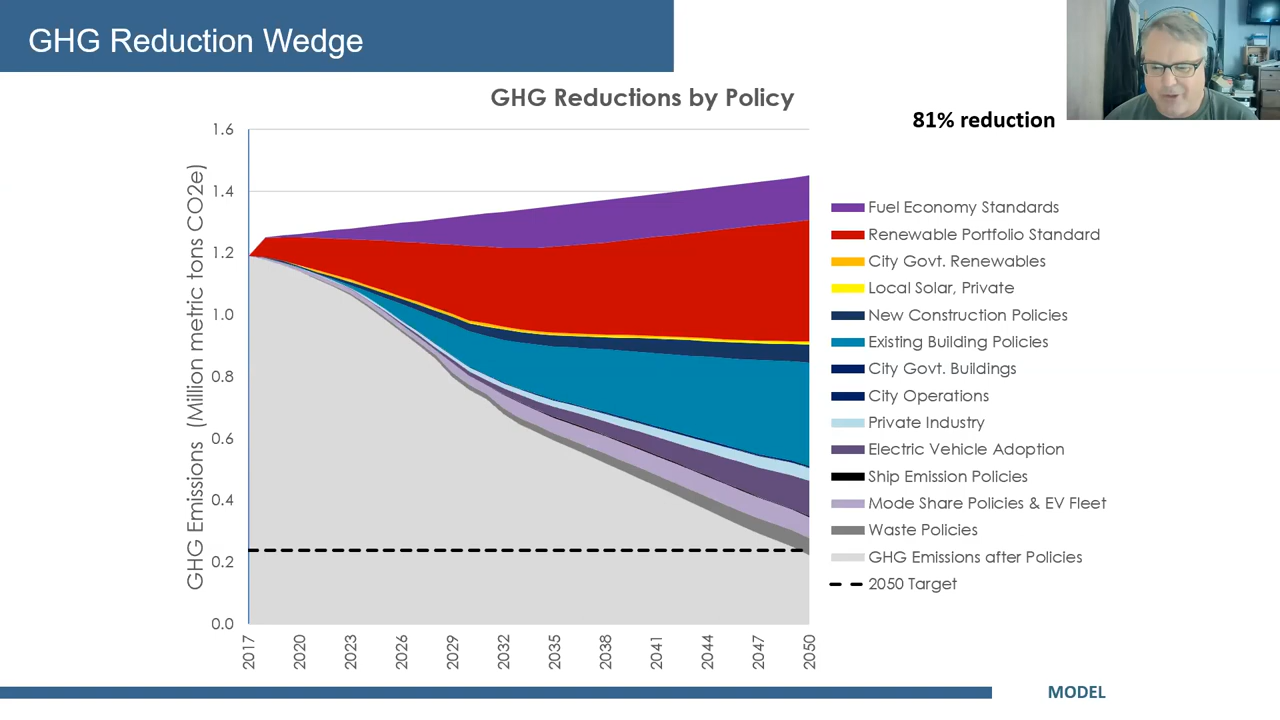 GHG Reduction Wedge
GHG Reductions by Policy
81% reduction
GHG Emissions (Million metric tons CO2e)
1.6
1.4
1.2
1.0
0.8
0.6
0.4
0.2
0.0
2017
2020
2023
2026
2029
2032
2035
2038
2041
2044
2047
2050
Fuel Economy Standards
Renewable Portfolio Standard
City Govt. Renewables
Local Solar, Private
New Construction Policies
Existing Building Policies
City Govt. Buildings
City Operations
Private Industry
Electric Vehicle Adoption
Ship Emission Policies
Mode Share Policies & EV Fleet
Waste Policies
GHG Emissions after Policies
2050 Target
MODEL